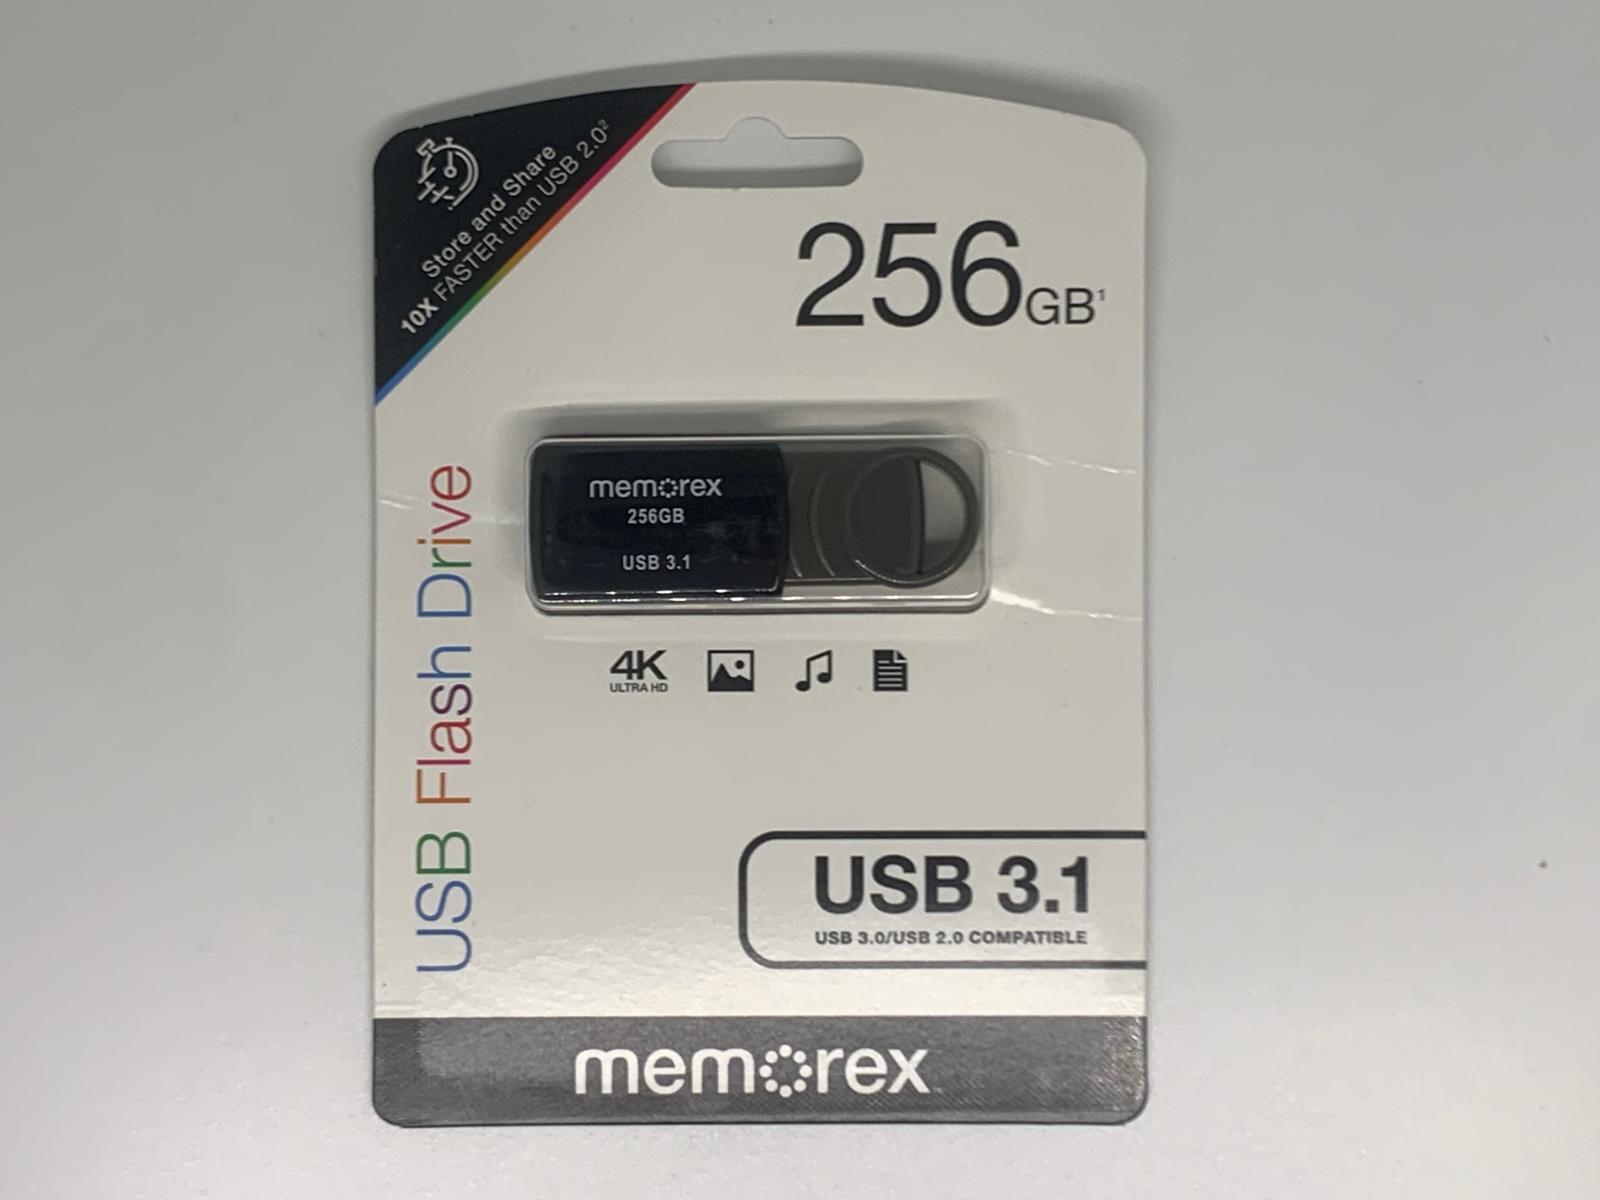 Store and Share
10X FASTER than USB 2.0²
256GB¹
memorex
256GB
USB 3.1
4K
ULTRA HD
USB Flash Drive
USB 3.1
USB 3.0/USB 2.0 COMPATIBLE
memorex